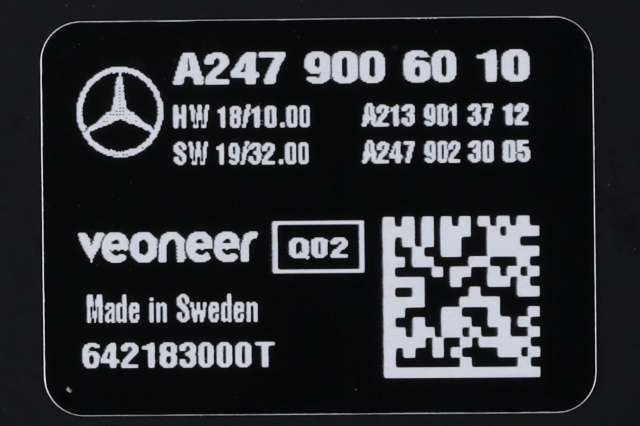 A247 900 60 10
HW 18/10.00 A213 901 37 12
SW 19/32.00 A247 902 30 05
veoneer Q02
Made in Sweden
642183000T